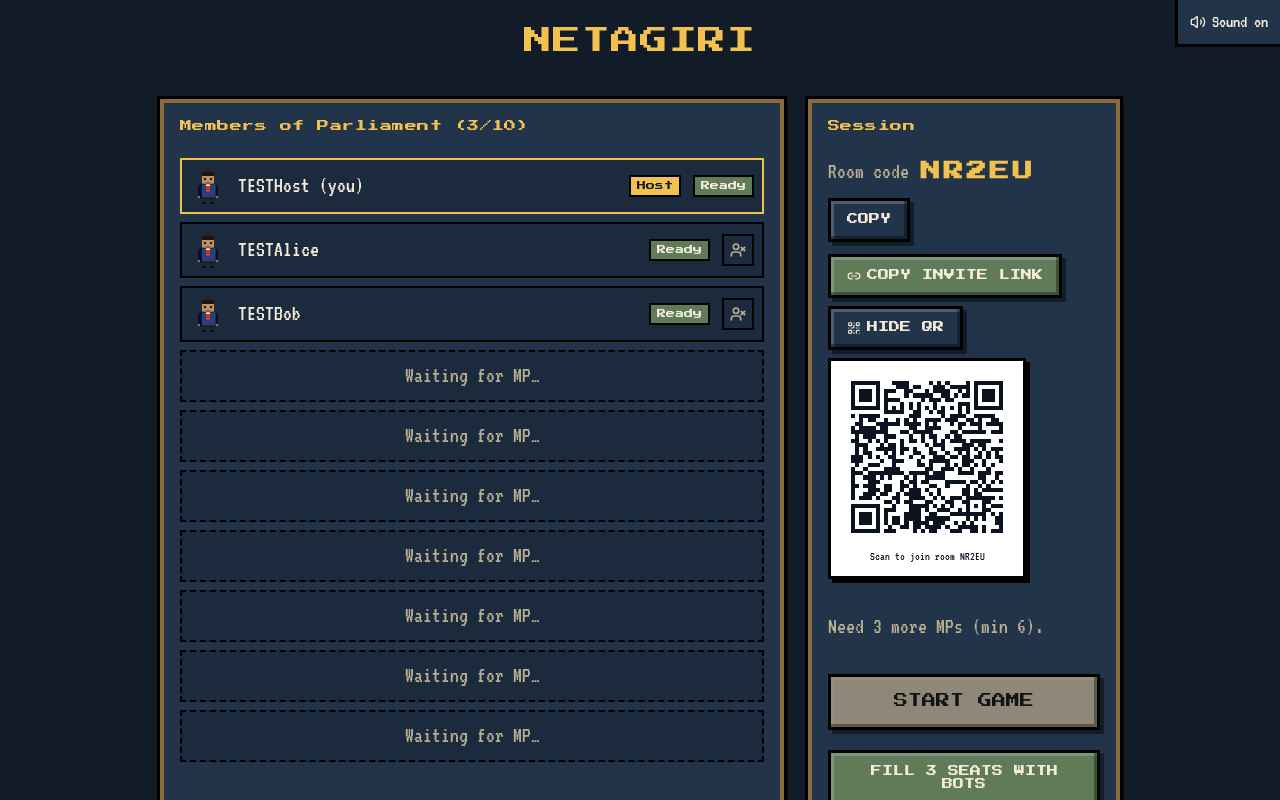 NETAGIRI
Sound on
Members of Parliament (3/10)
TESTHost (you)
Host
Ready
TESTAlice
Ready
TESTBob
Ready
Waiting for MP…
Waiting for MP…
Waiting for MP…
Waiting for MP…
Waiting for MP…
Waiting for MP…
Waiting for MP…
Session
Room code NR2EU
COPY
COPY INVITE LINK
HIDE QR
Scan to join room NR2EU
Need 3 more MPs (min 6).
START GAME
FILL 3 SEATS WITH
BOTS